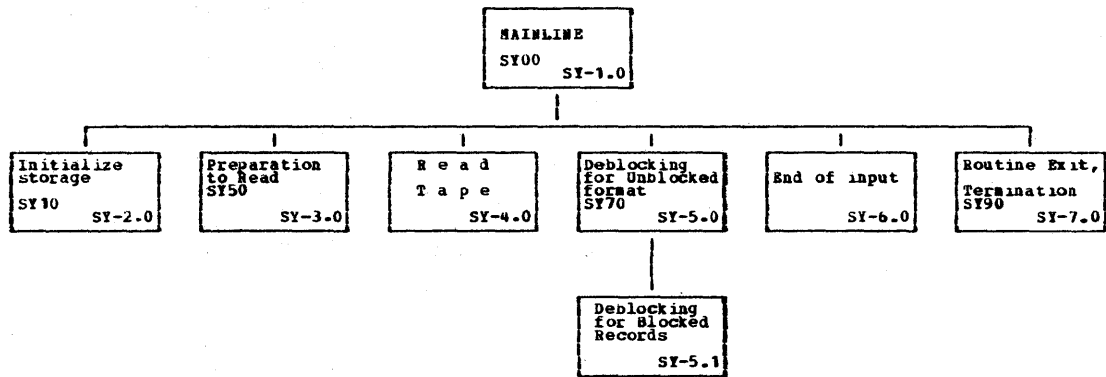 MAINLINE
SY00
SY-1.0
Initialize
storage
SY10
SY-2.0
Preparation
to Read
SY50
SY-3.0
R e a d
T a p e
SY-4.0
Deblocking
for Unblocked
format
SY70
SY-5.0
End of input
SY-6.0
Routine Exit,
Termination
SY90
SY-7.0
Deblocking
for Blocked
Records
SY-5.1